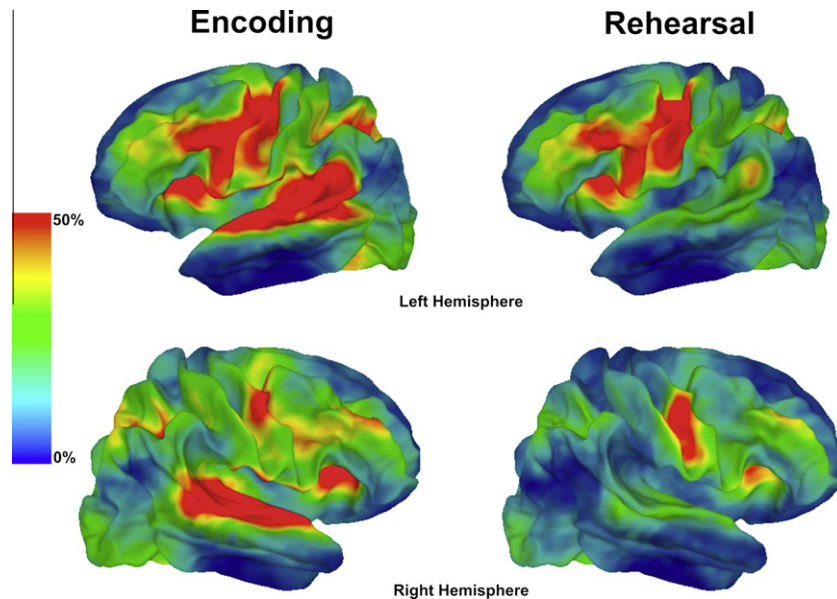 Encoding
Rehearsal
50%
0%
Left Hemisphere
Right Hemisphere